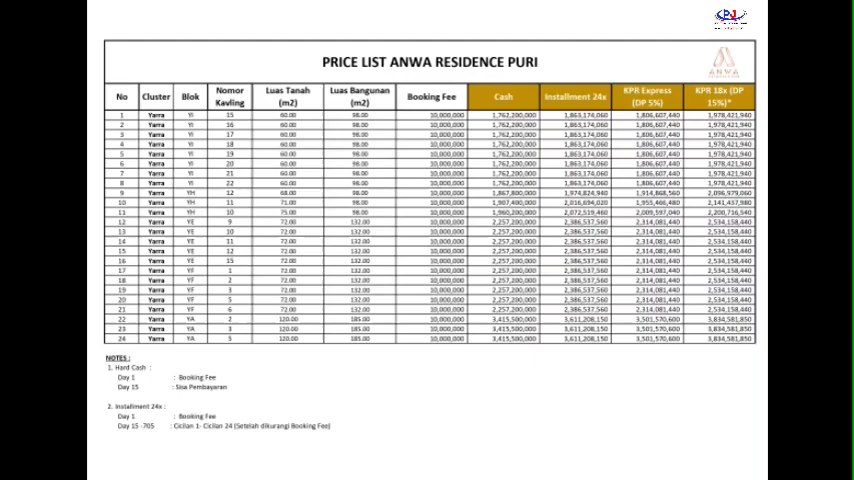 PJ
PRICE LIST ANWA RESIDENCE PURI
ANWA
No Cluster Blok Nomor Kavling Luas Tanah (m2) Luas Bangunan (m2) Booking Fee Cash Installment 24x KPR Express (DP 5%) KPR 18x (DP 15%)*
1 Yarra YI 15 60.00 98.00 10,000,000 1,762,200,000 1,863,174,060 1,806,607,440 1,978,421,940
2 Yarra YI 16 60.00 98.00 10,000,000 1,762,200,000 1,863,174,060 1,806,607,440 1,978,421,940
3 Yarra YI 17 60.00 98.00 10,000,000 1,762,200,000 1,863,174,060 1,806,607,440 1,978,421,940
4 Yarra YI 18 60.00 98.00 10,000,000 1,762,200,000 1,863,174,060 1,806,607,440 1,978,421,940
5 Yarra YI 19 60.00 98.00 10,000,000 1,762,200,000 1,863,174,060 1,806,607,440 1,978,421,940
6 Yarra YI 20 60.00 98.00 10,000,000 1,762,200,000 1,863,174,060 1,806,607,440 1,978,421,940
7 Yarra YI 21 60.00 98.00 10,000,000 1,762,200,000 1,863,174,060 1,806,607,440 1,978,421,940
8 Yarra YI 22 60.00 98.00 10,000,000 1,762,200,000 1,863,174,060 1,806,607,440 1,978,421,940
9 Yarra YH 12 68.00 98.00 10,000,000 1,867,800,000 1,974,824,940 1,914,868,560 2,096,979,060
10 Yarra YH 11 71.00 98.00 10,000,000 1,907,400,000 2,016,694,020 1,955,466,480 2,141,437,980
11 Yarra YH 10 75.00 98.00 10,000,000 1,960,200,000 2,072,519,460 2,009,597,040 2,200,716,540
12 Yarra YE 9 72.00 132.00 10,000,000 2,257,200,000 2,386,537,560 2,314,081,440 2,534,158,440
13 Yarra YE 10 72.00 132.00 10,000,000 2,257,200,000 2,386,537,560 2,314,081,440 2,534,158,440
14 Yarra YE 11 72.00 132.00 10,000,000 2,257,200,000 2,386,537,560 2,314,081,440 2,534,158,440
15 Yarra YE 12 72.00 132.00 10,000,000 2,257,200,000 2,386,537,560 2,314,081,440 2,534,158,440
16 Yarra YE 15 72.00 132.00 10,000,000 2,257,200,000 2,386,537,560 2,314,081,440 2,534,158,440
17 Yarra YF 1 72.00 132.00 10,000,000 2,257,200,000 2,386,537,560 2,314,081,440 2,534,158,440
18 Yarra YF 2 72.00 132.00 10,000,000 2,257,200,000 2,386,537,560 2,314,081,440 2,534,158,440
19 Yarra YF 3 72.00 132.00 10,000,000 2,257,200,000 2,386,537,560 2,314,081,440 2,534,158,440
20 Yarra YF 5 72.00 132.00 10,000,000 2,257,200,000 2,386,537,560 2,314,081,440 2,534,158,440
21 Yarra YF 6 72.00 132.00 10,000,000 2,257,200,000 2,386,537,560 2,314,081,440 2,534,158,440
22 Yarra YA 2 120.00 185.00 10,000,000 3,415,500,000 3,611,208,150 3,501,570,600 3,834,581,850
23 Yarra YA 3 120.00 185.00 10,000,000 3,415,500,000 3,611,208,150 3,501,570,600 3,834,581,850
24 Yarra YA 5 120.00 185.00 10,000,000 3,415,500,000 3,611,208,150 3,501,570,600 3,834,581,850
NOTES :
1. Hard Cash :
Day 1 : Booking Fee
Day 15 : Sisa Pembayaran
2. Installment 24x :
Day 1 : Booking Fee
Day 15 -705 : Cicilan 1- Cicilan 24 (Setelah dikurangi Booking Fee)